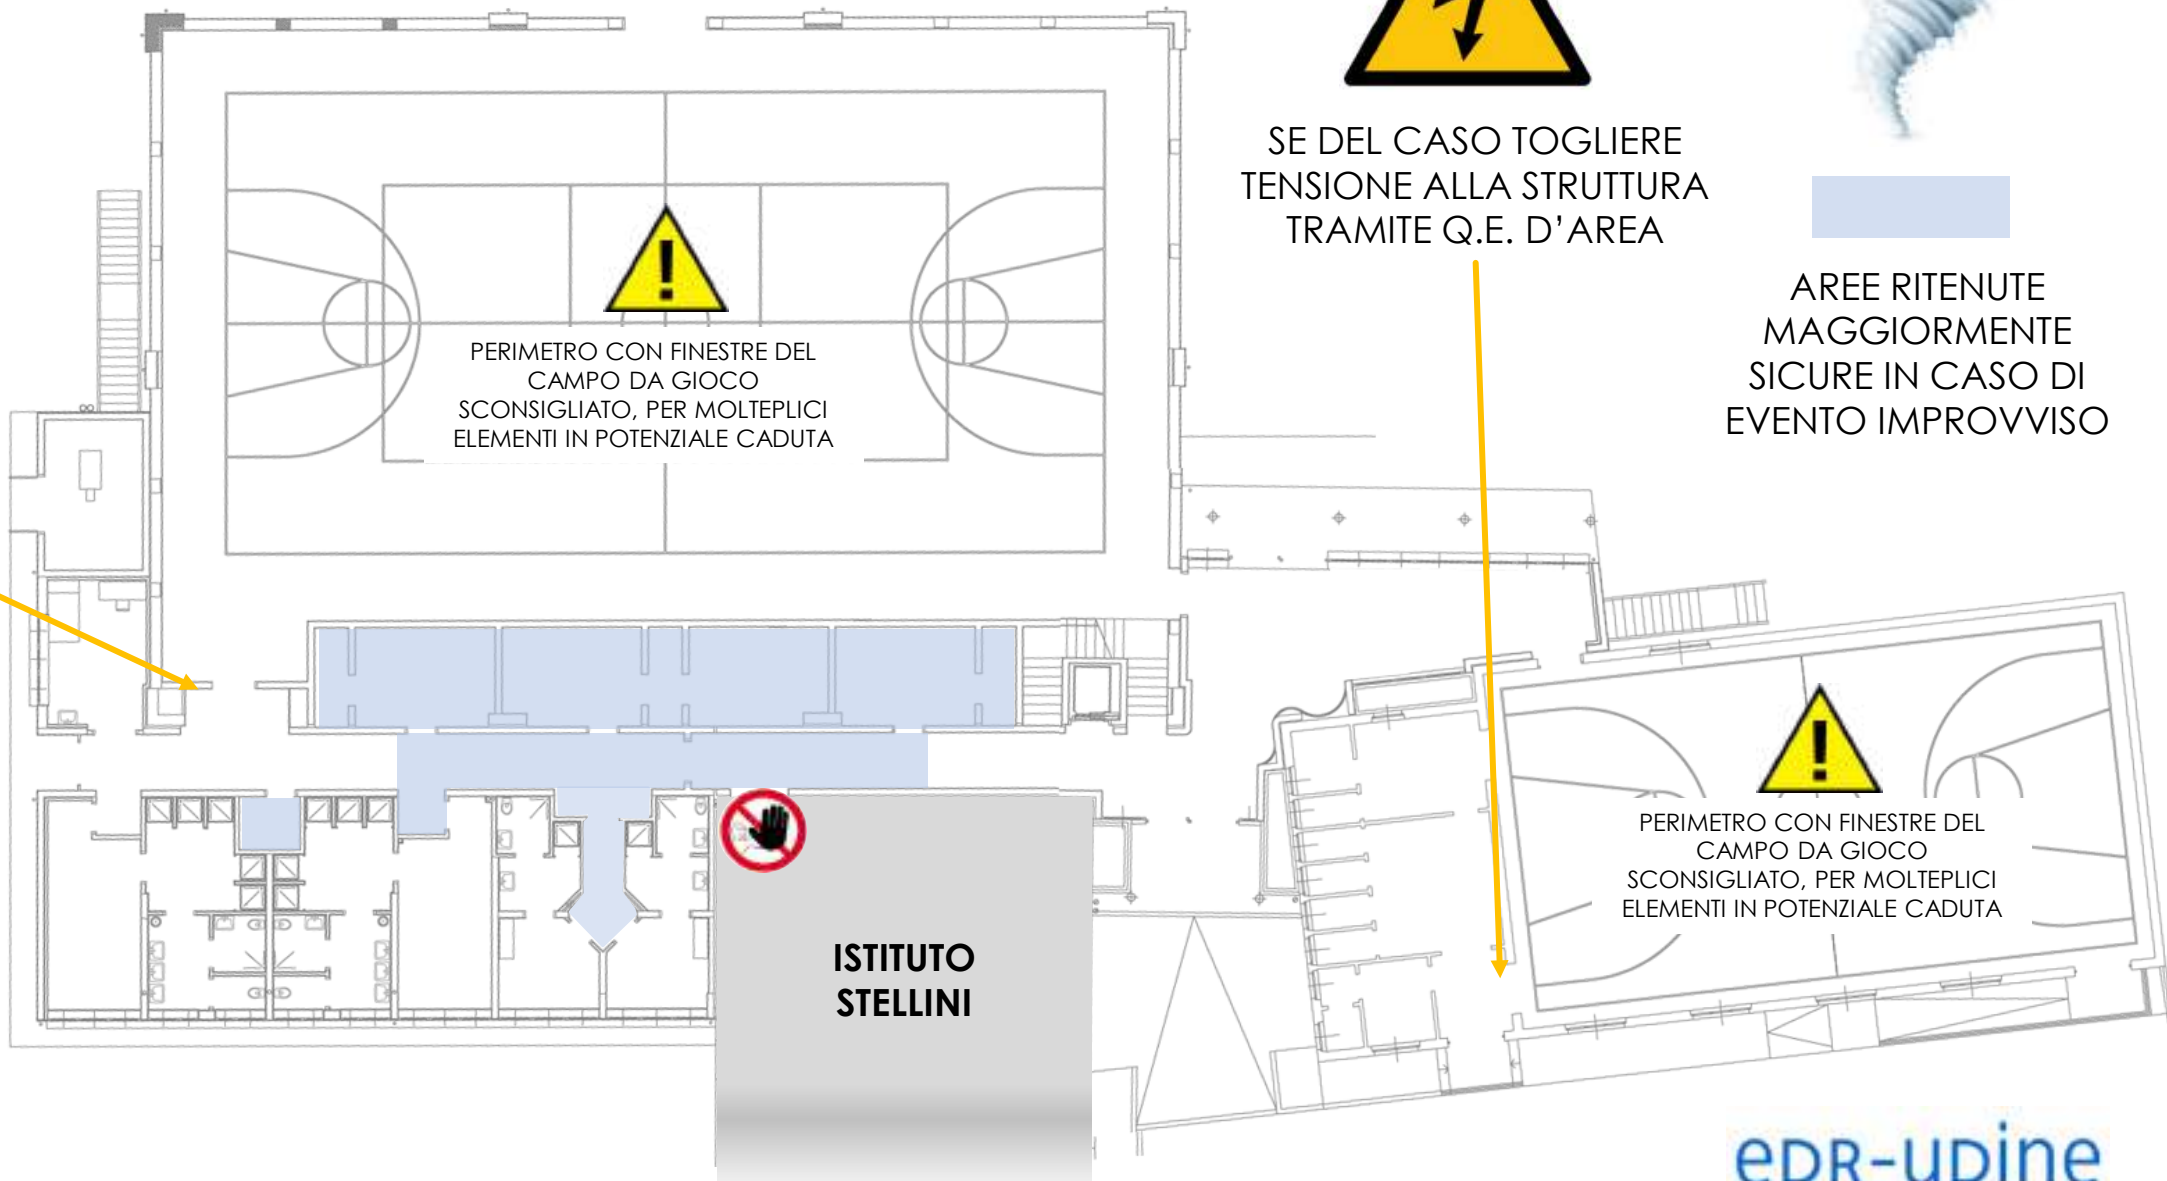 SE DEL CASO TOGLIERE
TENSIONE ALLA STRUTTURA
TRAMITE Q.E. D’AREA
AREE RITENUTE
MAGGIORMENTE
SICURE IN CASO DI
EVENTO IMPROVVISO
PERIMETRO CON FINESTRE DEL
CAMPO DA GIOCO
SCONSIGLIATO, PER MOLTEPLICI
ELEMENTI IN POTENZIALE CADUTA
PERIMETRO CON FINESTRE DEL
CAMPO DA GIOCO
SCONSIGLIATO, PER MOLTEPLICI
ELEMENTI IN POTENZIALE CADUTA
ISTITUTO
STELLINI
eDR-uDine